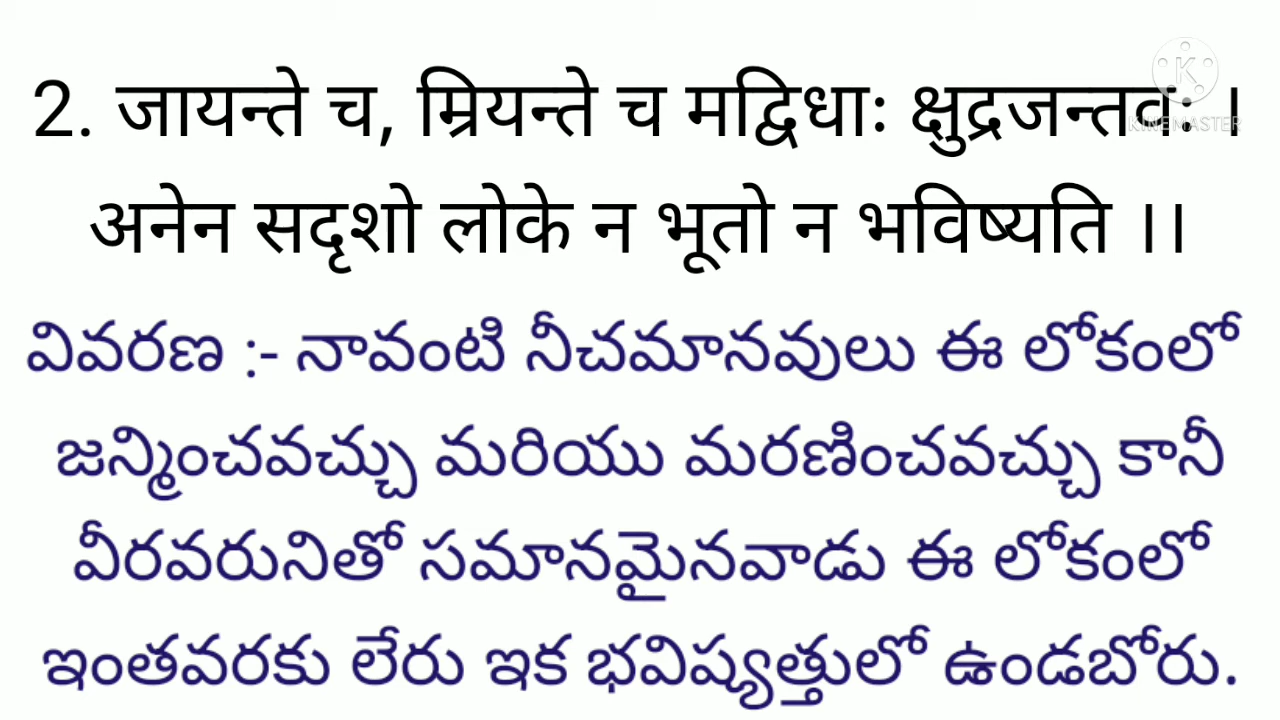 2. जायन्ते च, म्रियन्ते च मद्विधाः क्षुद्रजन्तवः ।
अनेन सदृशो लोके न भूतो न भविष्यति ।।
వివరణ :- నావంటి నీచమానవులు ఈ లోకంలో
జన్మించవచ్చు మరియు మరణించవచ్చు కానీ
వీరవరునితో సమానమైనవాడు ఈ లోకంలో
ఇంతవరకు లేరు ఇక భవిష్యత్తులో ఉండబోరు.
K
KINEMASTER